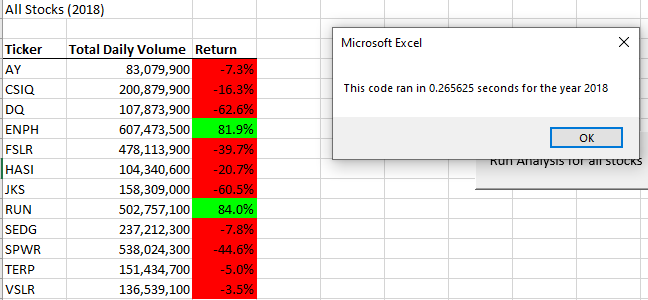 All Stocks (2018)
Ticker Total Daily Volume Return
AY 83,079,900 -7.3%
CSIQ 200,879,900 -16.3%
DQ 107,873,900 -62.6%
ENPH 607,473,500 81.9%
FSLR 478,113,900 -39.7%
HASI 104,340,600 -20.7%
JKS 158,309,000 -60.5%
RUN 502,757,100 84.0%
SEDG 237,212,300 -7.8%
SPWR 538,024,300 -44.6%
TERP 151,434,700 -5.0%
VSLR 136,539,100 -3.5%
Microsoft Excel
This code ran in 0.265625 seconds for the year 2018
OK
Run Analysis for all stocks